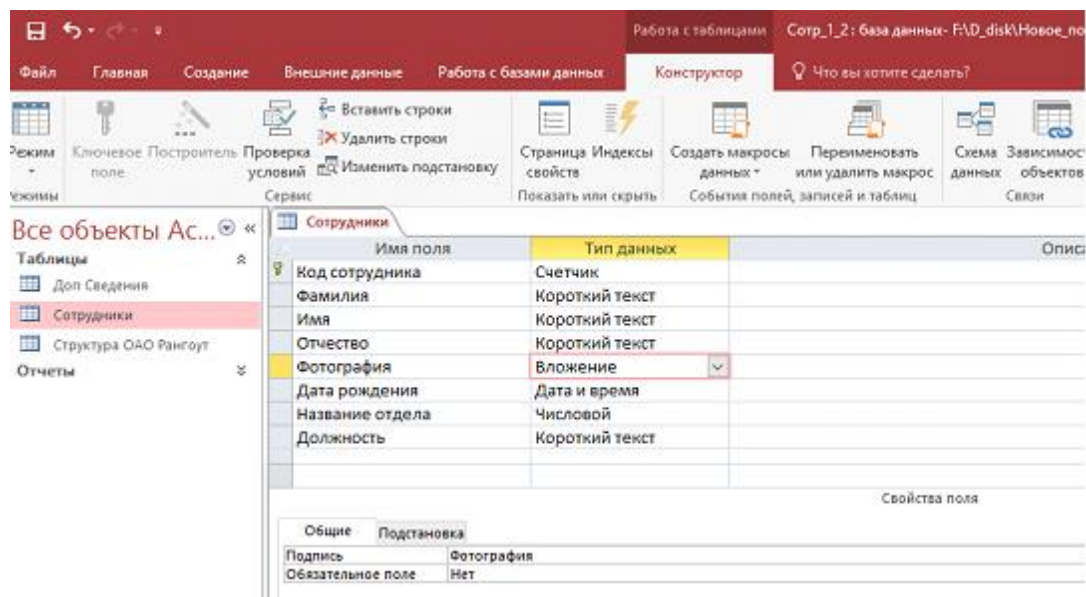 Работа с таблицами
Сотр_1_2 : база данных- F:\D_disk\Новое_по
Файл Главная Создание Внешние данные Работа с базами данных Конструктор Что вы хотите сделать?
Режим
Ключевое поле
Построитель
Проверка условий
Вставить строки
Удалить строки
Изменить подстановку
Страница свойств
Индексы
Создать макросы данных
Переименовать или удалить макрос
Схема данных
Зависимос
объектов
Режимы
Сервис
Показать или скрыть
События полей, записей и таблиц
Связи
Все объекты Ac...
Таблицы
Доп Сведения
Сотрудники
Структура ОАО Рангоут
Отчеты
Сотрудники
Имя поля Тип данных Описа
Код сотрудника Счетчик
Фамилия Короткий текст
Имя Короткий текст
Отчество Короткий текст
Фотография Вложение
Дата рождения Дата и время
Название отдела Числовой
Должность Короткий текст
Свойства поля
Общие Подстановка
Подпись Фотография
Обязательное поле Нет